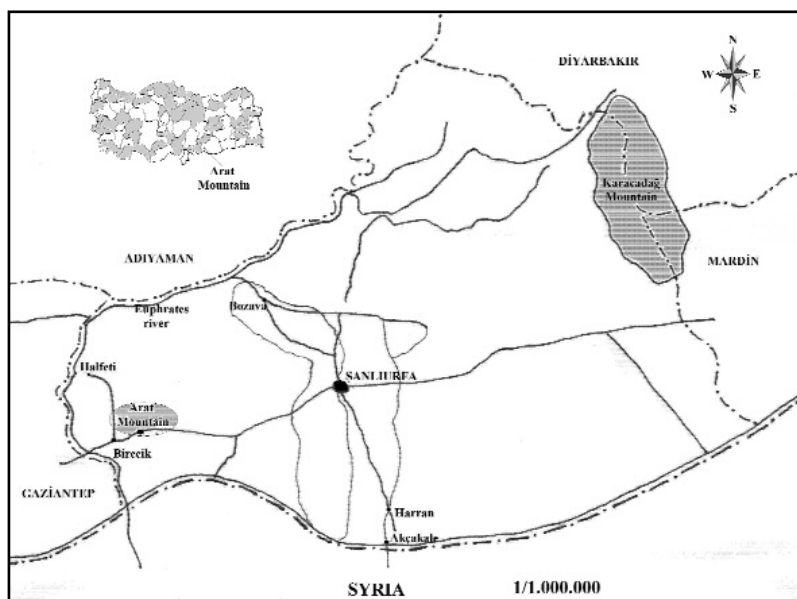 N
W E
S
DİYARBAKIR
Arat
Mountain
Karacadağ
Mountain
ADIYAMAN
MARDİN
Euphrates
river
Bozava
Halfeti
ŞANLIURFA
Arat
Mountain
Birecik
GAZİANTEP
Harran
Akçakale
SYRIA
1/1.000.000